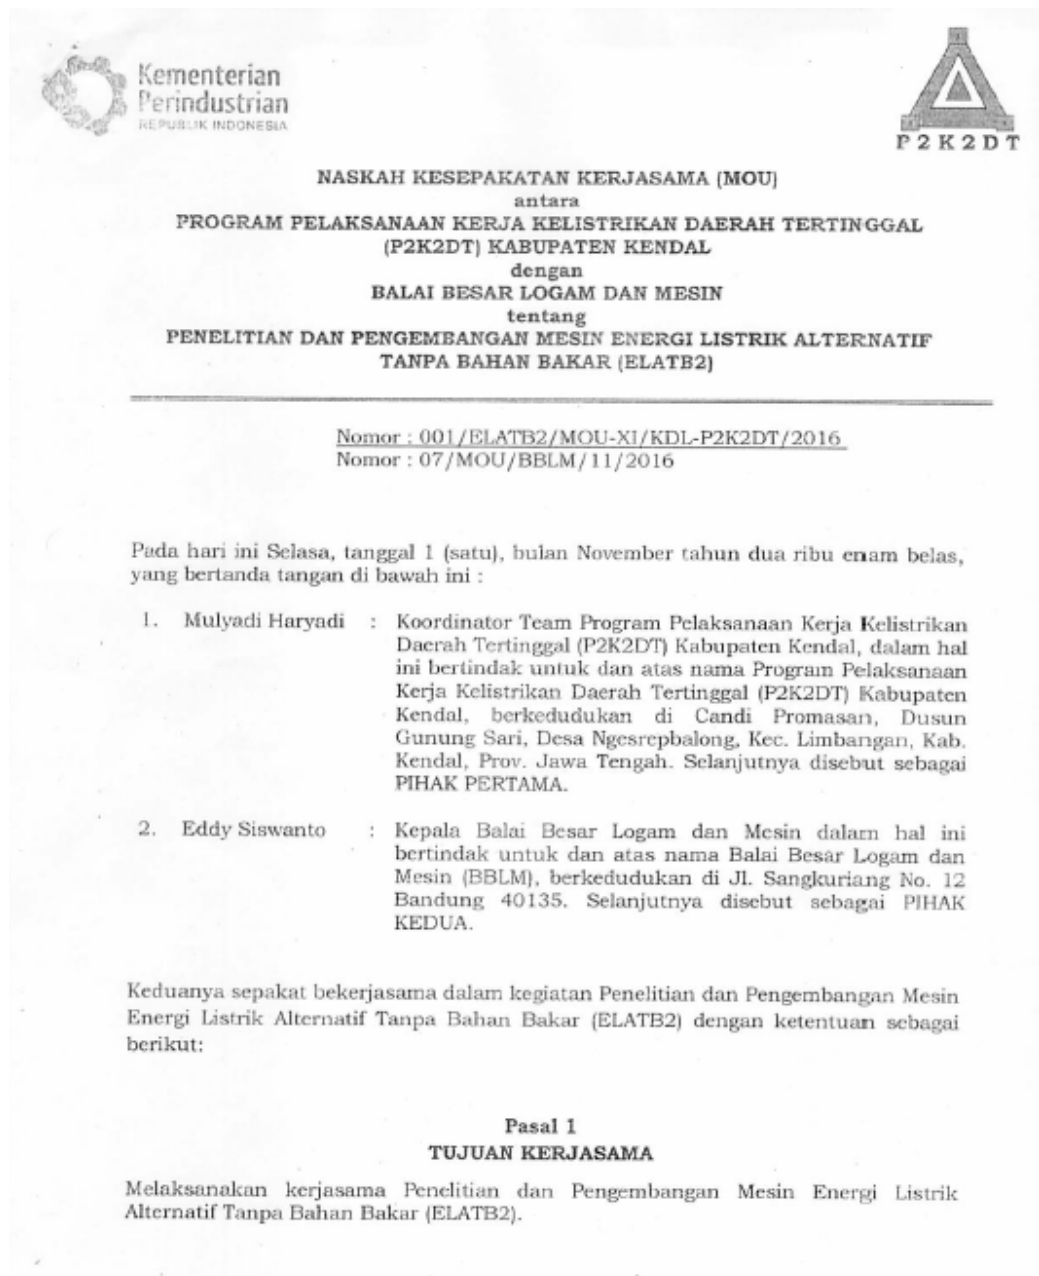 Kementerian
Perindustrian
REPUBLIK INDONESIA
P2K2DT
NASKAH KESEPAKATAN KERJASAMA (MOU)
antara
PROGRAM PELAKSANAAN KERJA KELISTRIKAN DAERAH TERTINGGAL
(P2K2DT) KABUPATEN KENDAL
dengan
BALAI BESAR LOGAM DAN MESIN
tentang
PENELITIAN DAN PENGEMBANGAN MESIN ENERGI LISTRIK ALTERNATIF
TANPA BAHAN BAKAR (ELATB2)
Nomor : 001/ELATB2/MOU-XI/KDL-P2K2DT/2016
Nomor : 07/MOU/BBLM/11/2016
Pada hari ini Selasa, tanggal 1 (satu), bulan November tahun dua ribu enam belas,
yang bertanda tangan di bawah ini :
1. Mulyadi Haryadi : Koordinator Team Program Pelaksanaan Kerja Kelistrikan
Daerah Tertinggal (P2K2DT) Kabupaten Kendal, dalam hal
ini bertindak untuk dan atas nama Program Pelaksanaan
Kerja Kelistrikan Daerah Tertinggal (P2K2DT) Kabupaten
Kendal, berkedudukan di Candi Promasan, Dusun
Gunung Sari, Desa Ngesrepbalong, Kec. Limbangan, Kab.
Kendal, Prov. Jawa Tengah. Selanjutnya disebut sebagai
PIHAK PERTAMA.
2. Eddy Siswanto : Kepala Balai Besar Logam dan Mesin dalam hal ini
bertindak untuk dan atas nama Balai Besar Logam dan
Mesin (BBLM), berkedudukan di Jl. Sangkuriang No. 12
Bandung 40135. Selanjutnya disebut sebagai PIHAK
KEDUA.
Keduanya sepakat bekerjasama dalam kegiatan Penelitian dan Pengembangan Mesin
Energi Listrik Alternatif Tanpa Bahan Bakar (ELATB2) dengan ketentuan sebagai
berikut:
Pasal 1
TUJUAN KERJASAMA
Melaksanakan kerjasama Penelitian dan Pengembangan Mesin Energi Listrik
Alternatif Tanpa Bahan Bakar (ELATB2).